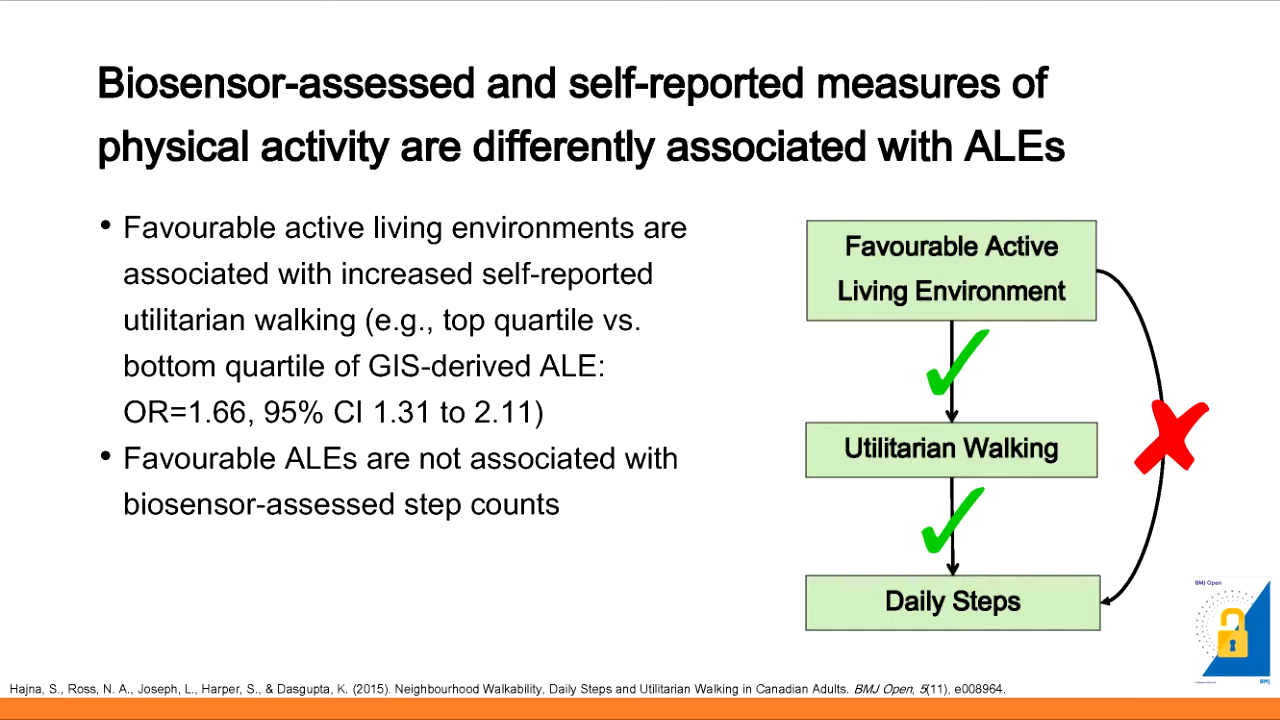 Biosensor-assessed and self-reported measures of
physical activity are differently associated with ALEs
• Favourable active living environments are
associated with increased self-reported
utilitarian walking (e.g., top quartile vs.
bottom quartile of GIS-derived ALE:
OR=1.66, 95% CI 1.31 to 2.11)
• Favourable ALEs are not associated with
biosensor-assessed step counts
Favourable Active
Living Environment
Utilitarian Walking
Daily Steps
BMJ Open
BMJ
Hajna, S., Ross, N. A., Joseph, L., Harper, S., & Dasgupta, K. (2015). Neighbourhood Walkability, Daily Steps and Utilitarian Walking in Canadian Adults. BMJ Open, 5(11), e008964.